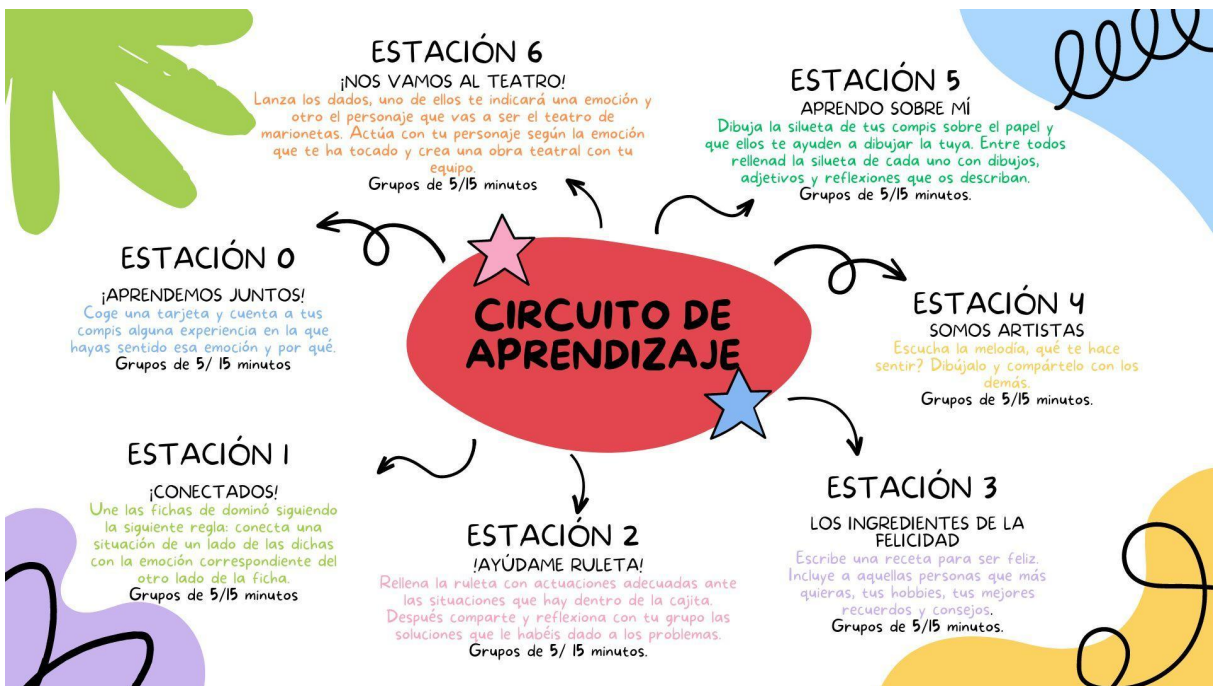 CIRCUITO DE
APRENDIZAJE
ESTACIÓN 0
¡APRENDEMOS JUNTOS!
Coge una tarjeta y cuenta a tus
compis alguna experiencia en la que
hayas sentido esa emoción y por qué.
Grupos de 5/ 15 minutos
ESTACIÓN 1
¡CONECTADOS!
Une las fichas de dominó siguiendo
la siguiente regla: conecta una
situación de un lado de las dichas
con la emoción correspondiente del
otro lado de la ficha.
Grupos de 5/15 minutos
ESTACIÓN 2
!AYÚDAME RULETA!
Rellena la ruleta con actuaciones adecuadas ante
las situaciones que hay dentro de la cajita.
Después comparte y reflexiona con tu grupo las
soluciones que le habéis dado a los problemas.
Grupos de 5/ 15 minutos.
ESTACIÓN 3
LOS INGREDIENTES DE LA
FELICIDAD
Escribe una receta para ser feliz.
Incluye a aquellas personas que más
quieras, tus hobbies, tus mejores
recuerdos y consejos.
Grupos de 5/15 minutos.
ESTACIÓN 4
SOMOS ARTISTAS
Escucha la melodía, qué te hace
sentir? Dibújalo y compártelo con los
demás.
Grupos de 5/15 minutos.
ESTACIÓN 5
APRENDO SOBRE MÍ
Dibuja la silueta de tus compis sobre el papel y
que ellos te ayuden a dibujar la tuya. Entre todos
rellenad la silueta de cada uno con dibujos,
adjetivos y reflexiones que os describan.
Grupos de 5/15 minutos.
ESTACIÓN 6
¡NOS VAMOS AL TEATRO!
Lanza los dados, uno de ellos te indicará una emoción y
otro el personaje que vas a ser el teatro de
marionetas. Actúa con tu personaje según la emoción
que te ha tocado y crea una obra teatral con tu
equipo.
Grupos de 5/15 minutos